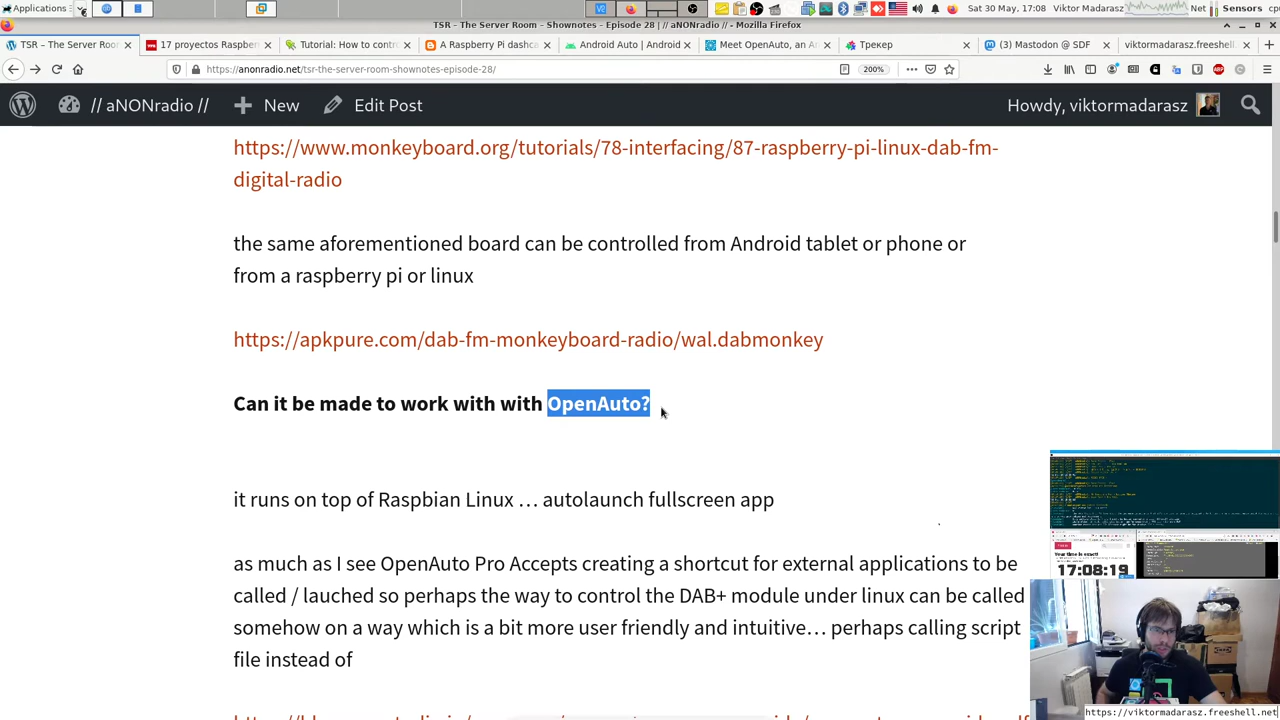 Applications
Sat 30 May, 17:08 Viktor Madarasz
Net
Sensors
TSR – The Server Room – Shownotes – Episode 28 | // aNONradio // - Mozilla Firefox
TSR – The Server Room –
17 proyectos Raspber
Tutorial: How to contr
A Raspberry Pi dashca
Android Auto | Android
Meet OpenAuto, an An
Трекер
(3) Mastodon @ SDF
viktormadarasz.freeshell.
https://anonradio.net/tsr-the-server-room-shownotes-episode-28/
200%
// aNONradio //
New
Edit Post
Howdy, viktormadarasz
https://www.monkeyboard.org/tutorials/78-interfacing/87-raspberry-pi-linux-dab-fm-
digital-radio
the same aforementioned board can be controlled from Android tablet or phone or
from a raspberry pi or linux
https://apkpure.com/dab-fm-monkeyboard-radio/wal.dabmonkey
Can it be made to work with with OpenAuto?
it runs on top of Raspbian Linux … autolaunch fullscreen app
as much as I see OpenAuto Pro Accepts creating a shortcut for external applications to be
called / lauched so perhaps the way to control the DAB+ module under linux can be called
somehow on a way which is a bit more user friendly and intuitive… perhaps calling script
file instead of
Your time is exact!
17:08:19
https://viktormadarasz.freeshell.net